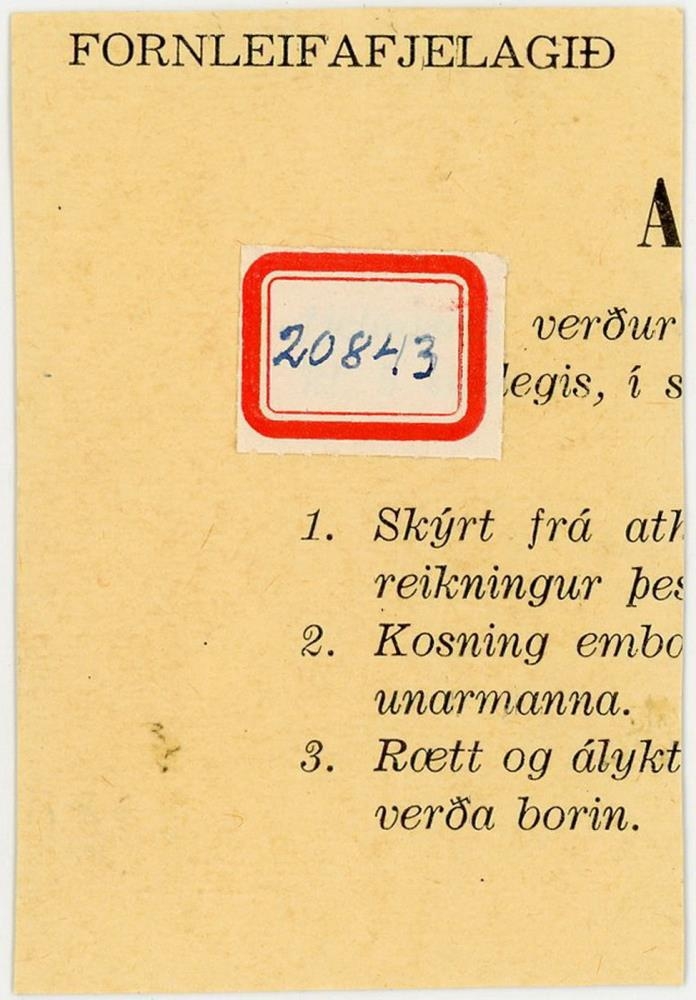 FORNLEIFAFJELAGIÐ
A
20843
verður
legis, í s
1. Skýrt frá ath
reikningur þes
2. Kosning embo
unarmanna.
3. Rætt og álykt
verða borin.